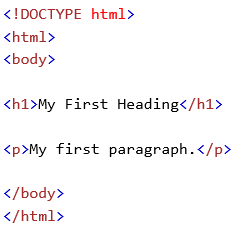 <!DOCTYPE html>
<html>
<body>
<h1>My First Heading</h1>
<p>My first paragraph.</p>
</body>
</html>